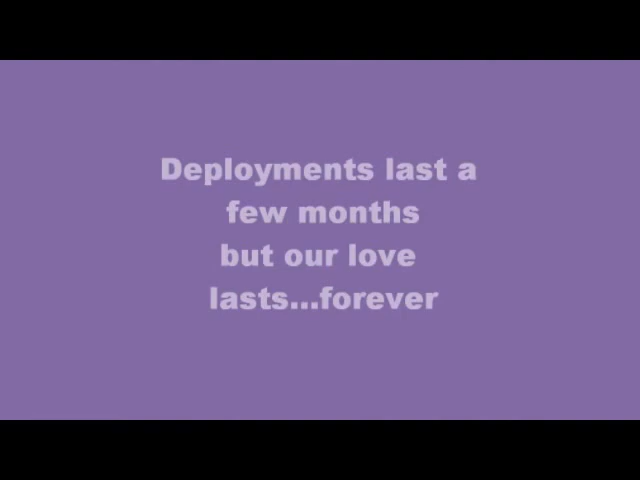 Deployments last a
few months
but our love
lasts...forever